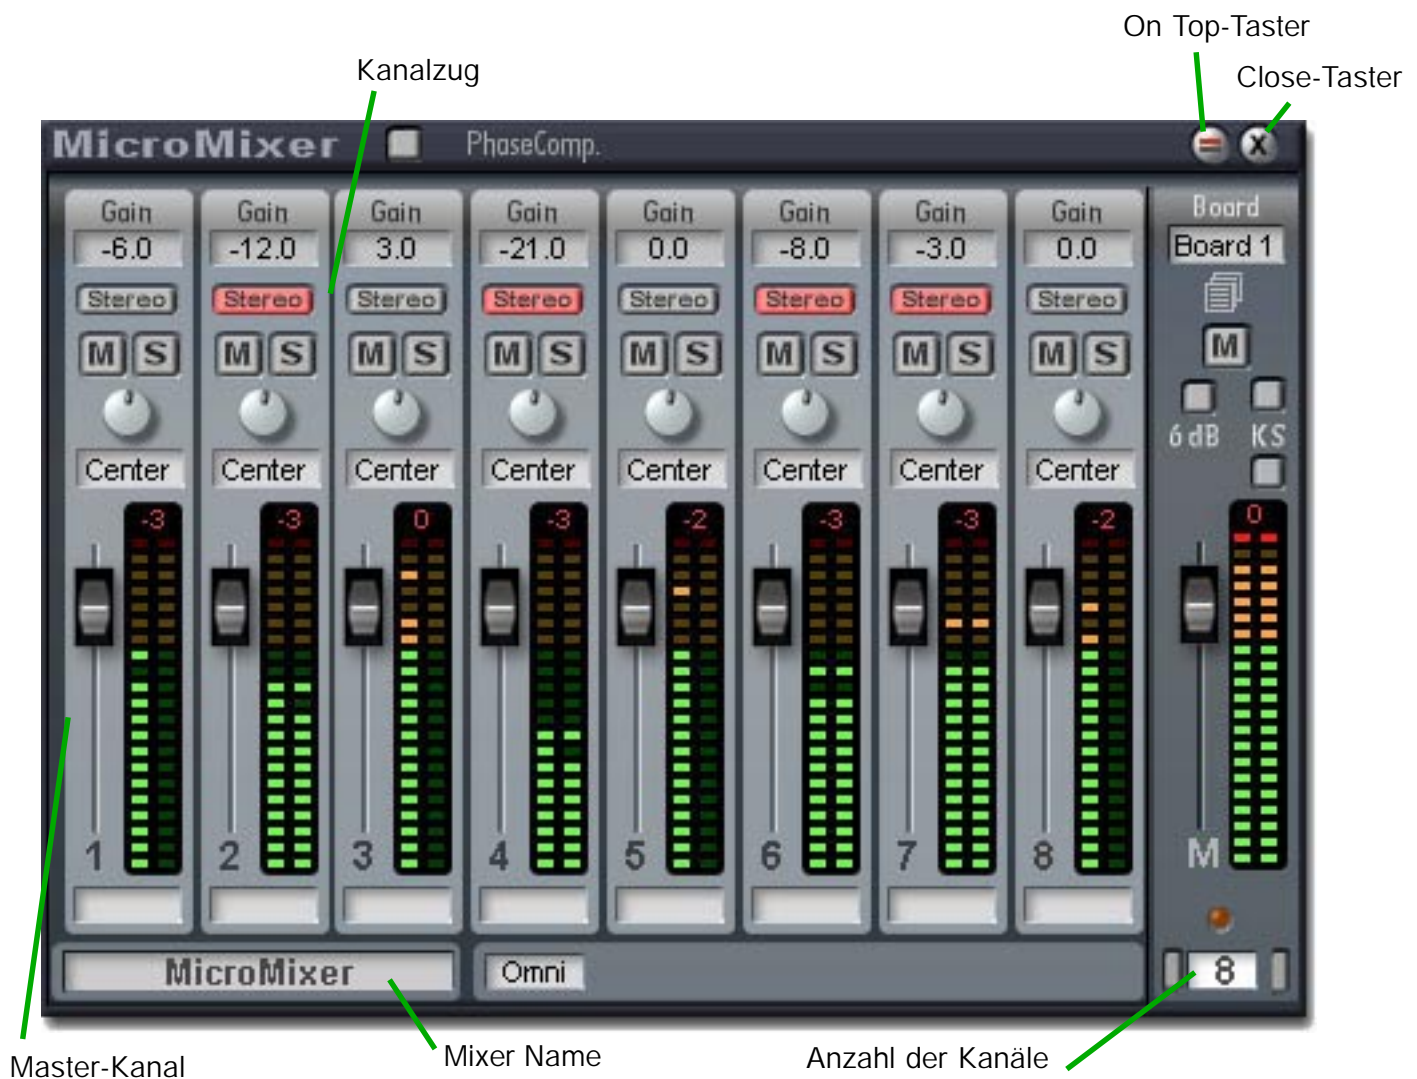 On Top-Taster
Kanalzug
Close-Taster
MicroMixer PhaseComp. X
Gain Gain Gain Gain Gain Gain Gain Gain Board
-6.0 -12.0 3.0 -21.0 0.0 -8.0 -3.0 0.0 Board 1
Stereo Stereo Stereo Stereo Stereo Stereo Stereo Stereo
M S M S M S M S M S M S M S M S M
6 dB KS
Center Center Center Center Center Center Center Center
-3 -3 0 -3 -2 -3 -3 -2 0
1 2 3 4 5 6 7 8 M
MicroMixer Omni 8
Master-Kanal
Mixer Name
Anzahl der Kanäle